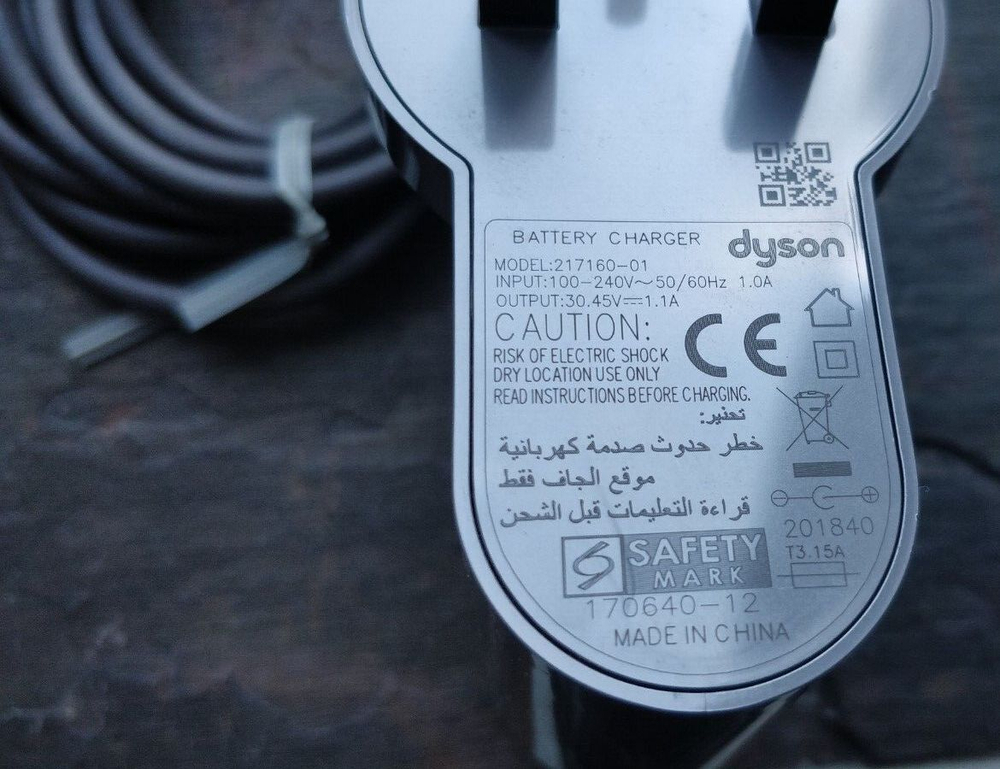 BATTERY CHARGER
dyson
MODEL:217160-01
INPUT:100-240V~50/60Hz 1.0A
OUTPUT:30.45V⎓1.1A
CAUTION:
CE
RISK OF ELECTRIC SHOCK
DRY LOCATION USE ONLY
READ INSTRUCTIONS BEFORE CHARGING.
تحذير:
خطر حدوث صدمة كهربائية
موقع الجاف فقط
قراءة التعليمات قبل الشحن
201840
T3.15A
SAFETY
MARK
170640-12
MADE IN CHINA